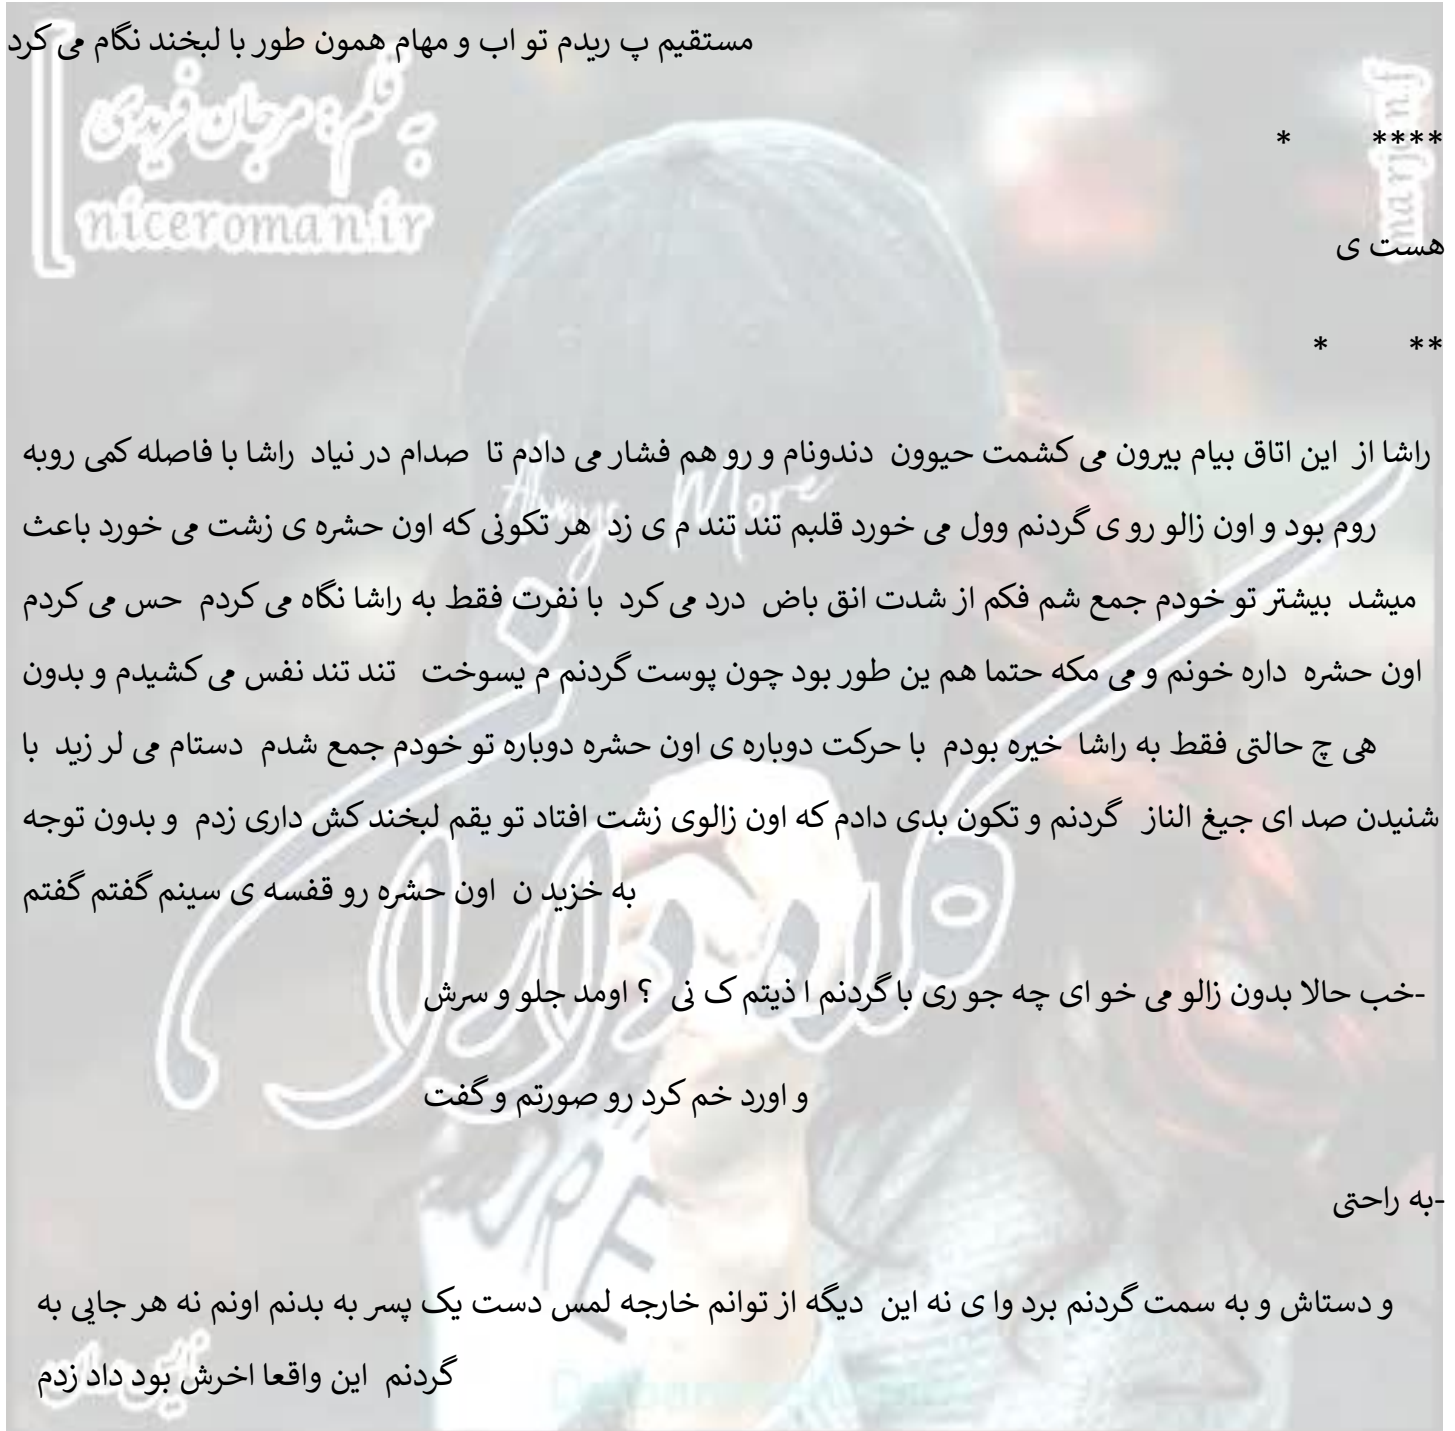 مستقیم پ ریدم تو اب و مهام همون طور با لبخند نگام می کرد
به قلم: مرجان فریدی
niceroman.ir
marjan.f
**** *
هست ی
** *
راشا از این اتاق بیام بیرون می کشمت حیوون دندونام و رو هم فشار می دادم تا صدام در نیاد راشا با فاصله کمی روبه
روم بود و اون زالو رو ی گردنم وول می خورد قلبم تند تند م ی زد هر تکونی که اون حشره ی زشت می خورد باعث
میشد بیشتر تو خودم جمع شم فکم از شدت انق باض درد می کرد با نفرت فقط به راشا نگاه می کردم حس می کردم
اون حشره داره خونم و می مکه حتما هم ین طور بود چون پوست گردنم م یسوخت تند تند نفس می کشیدم و بدون
هی چ حالتی فقط به راشا خیره بودم با حرکت دوباره ی اون حشره دوباره تو خودم جمع شدم دستام می لر زید با
شنیدن صد ای جیغ الناز گردنم و تکون بدی دادم که اون زالوی زشت افتاد تو یقم لبخند کش داری زدم و بدون توجه
به خزید ن اون حشره رو قفسه ی سینم گفتم گفتم
-خب حالا بدون زالو می خو ای چه جو ری با گردنم ا ذیتم ک نی ؟ اومد جلو و سرش
و اورد خم کرد رو صورتم و گفت
-به راحتی
و دستاش و به سمت گردنم برد وا ی نه این دیگه از توانم خارجه لمس دست یک پسر به بدنم اونم نه هر جایی به
گردنم این واقعا اخرش بود داد زدم
Always More